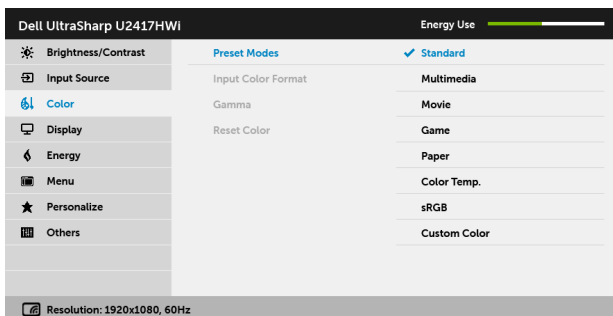 Dell UltraSharp U2417HWi
Energy Use
Brightness/Contrast
Preset Modes
Standard
Input Source
Input Color Format
Multimedia
Color
Gamma
Movie
Display
Reset Color
Game
Energy
Paper
Menu
Color Temp.
Personalize
sRGB
Others
Custom Color
Resolution: 1920x1080, 60Hz